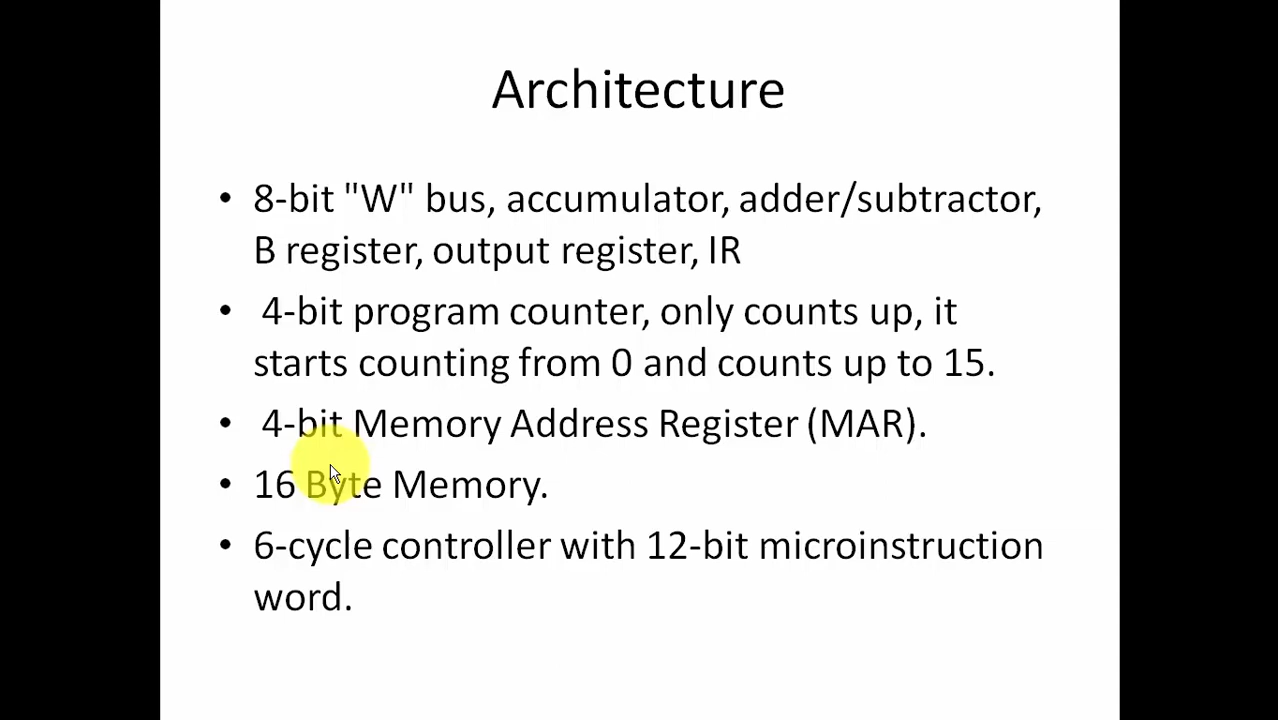 Architecture
• 8-bit "W" bus, accumulator, adder/subtractor,
B register, output register, IR
• 4-bit program counter, only counts up, it
starts counting from 0 and counts up to 15.
• 4-bit Memory Address Register (MAR).
• 16 Byte Memory.
• 6-cycle controller with 12-bit microinstruction
word.